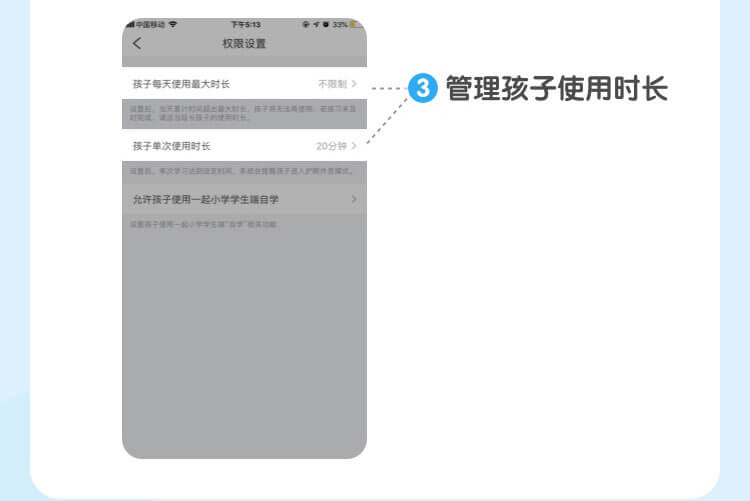 中国移动 下午5:13 33%
权限设置
孩子每天使用最大时长 不限制
设置后，当天累计时间超出最大时长，孩子将无法再使用，若练习未及
时完成，请适当延长孩子的使用时长。
孩子单次使用时长 20分钟
设置后，单次学习达到设定时间，系统会提醒孩子进入护眼休息模式。
允许孩子使用一起小学学生端自学
设置孩子使用一起小学学生端“自学”相关功能
3 管理孩子使用时长